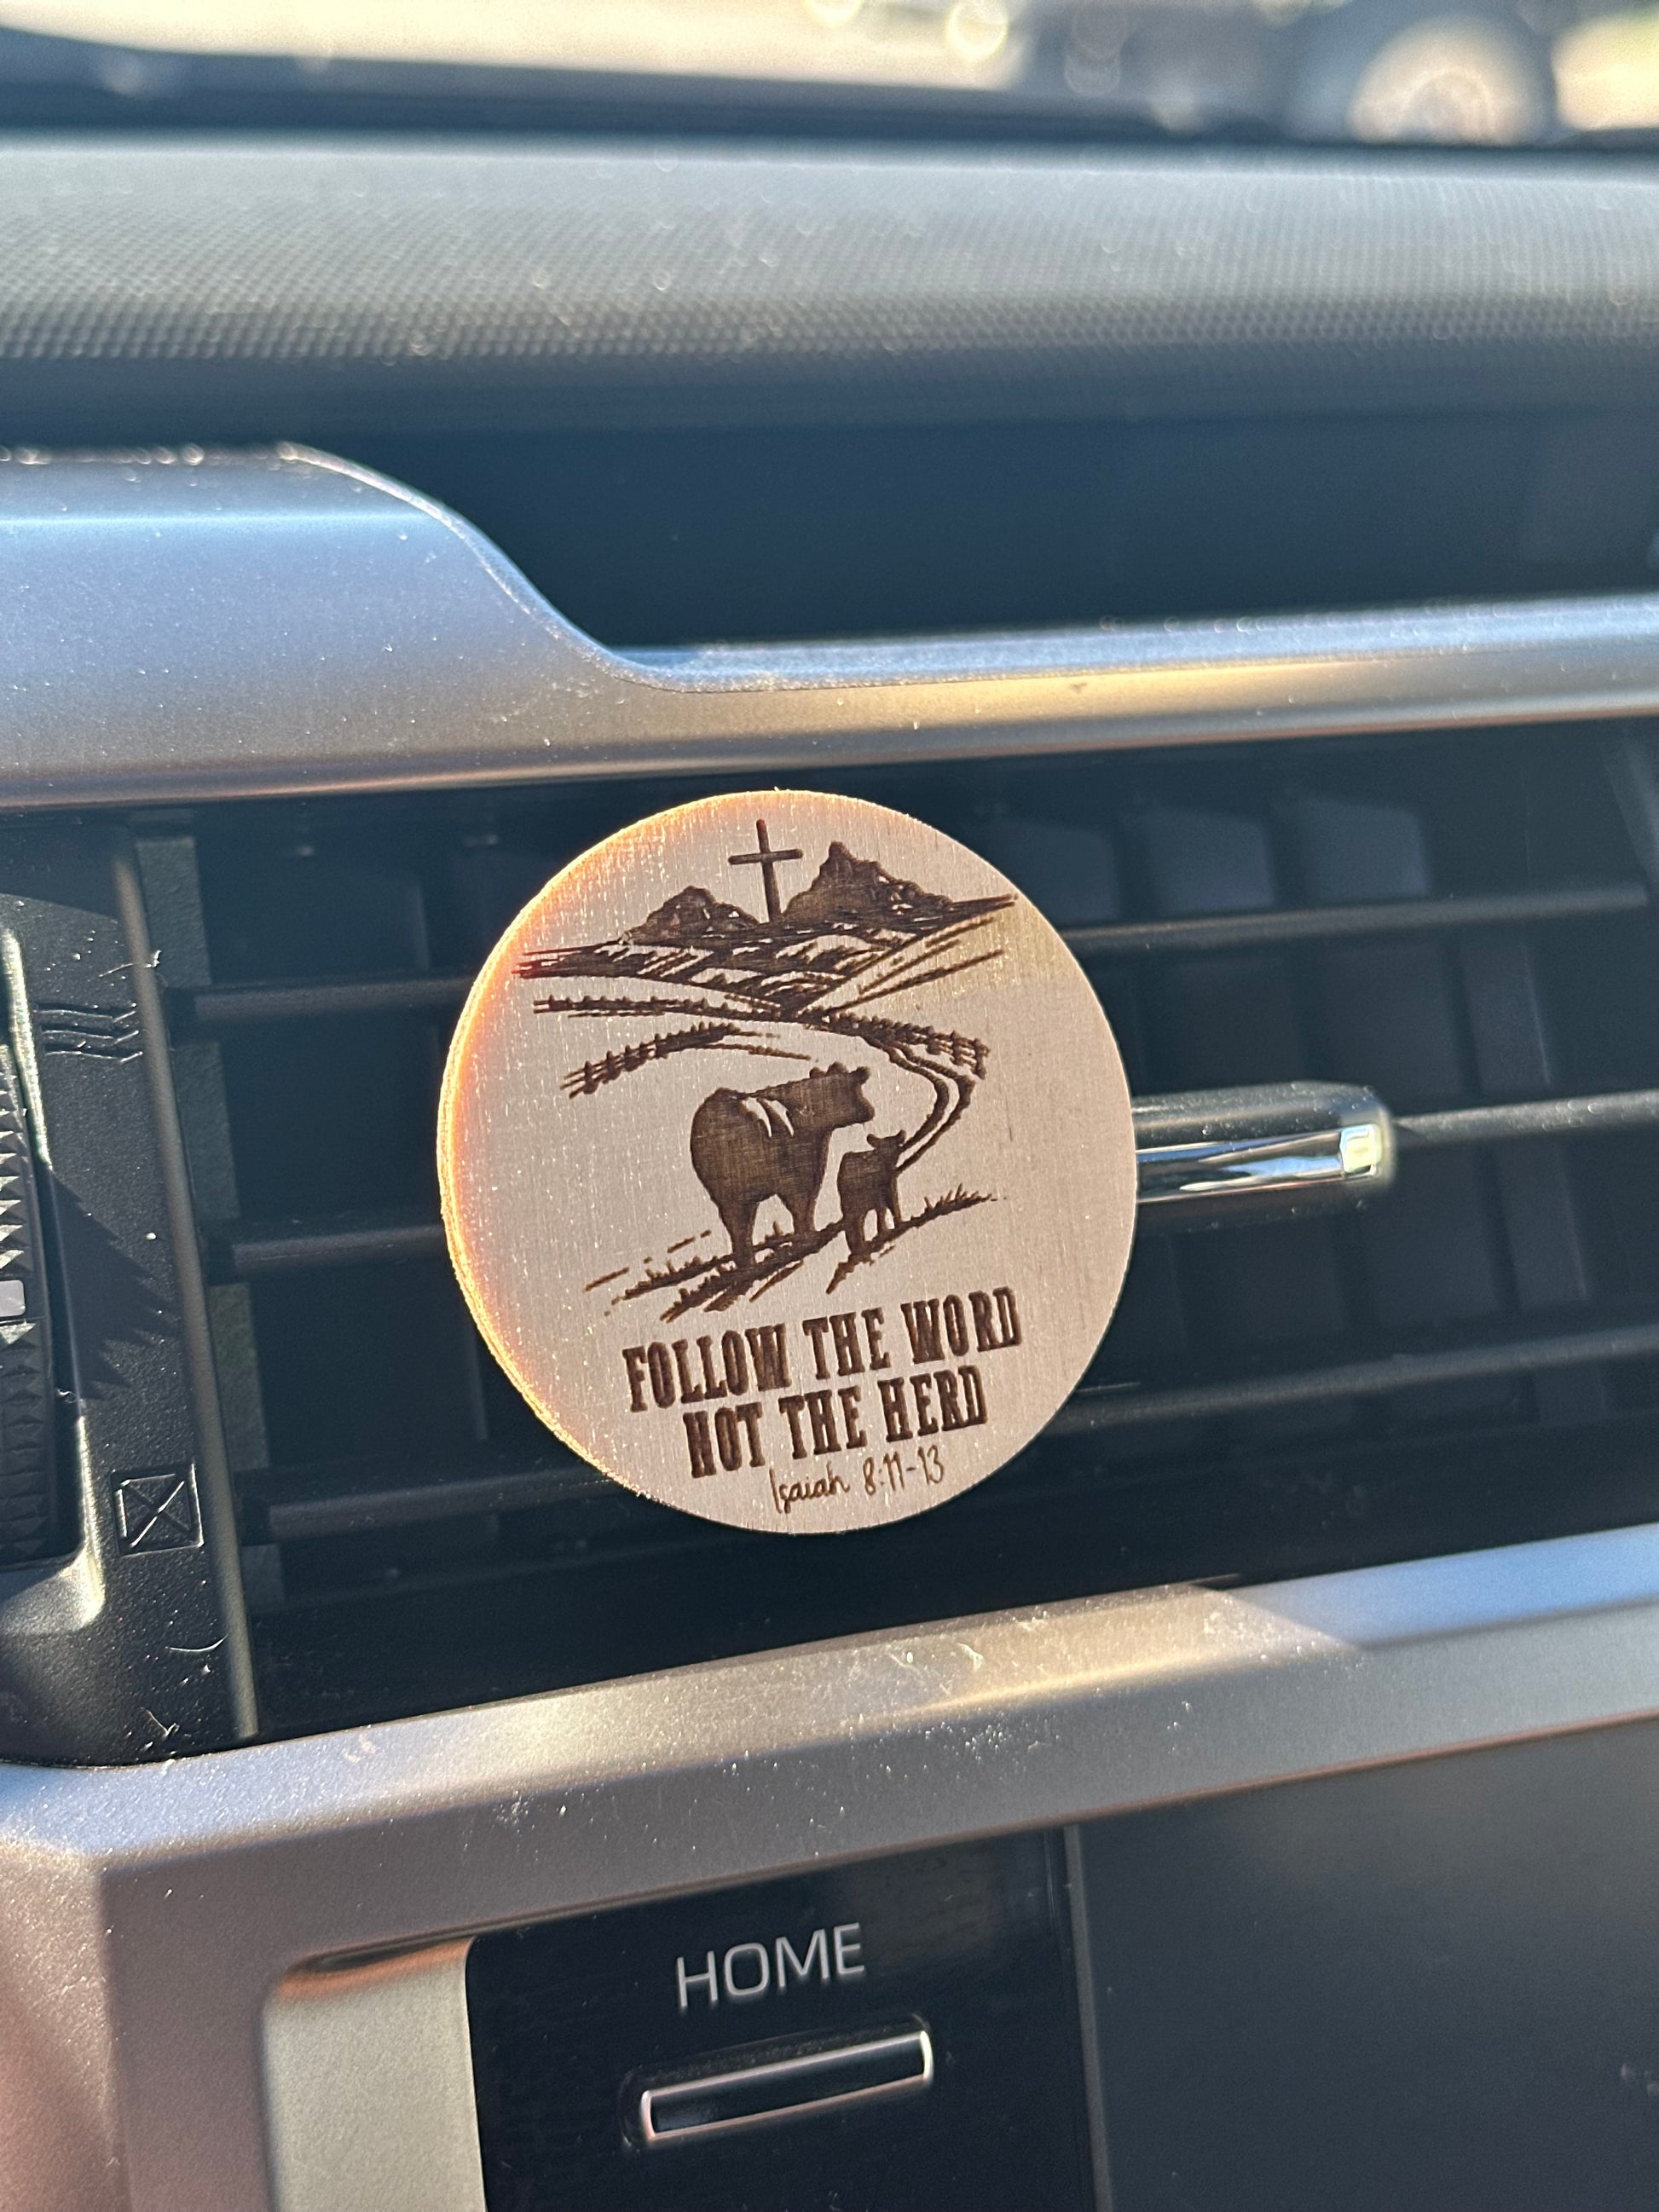 FOLLOW THE WORD
NOT THE HERD
Isaiah 8:11-13
HOME